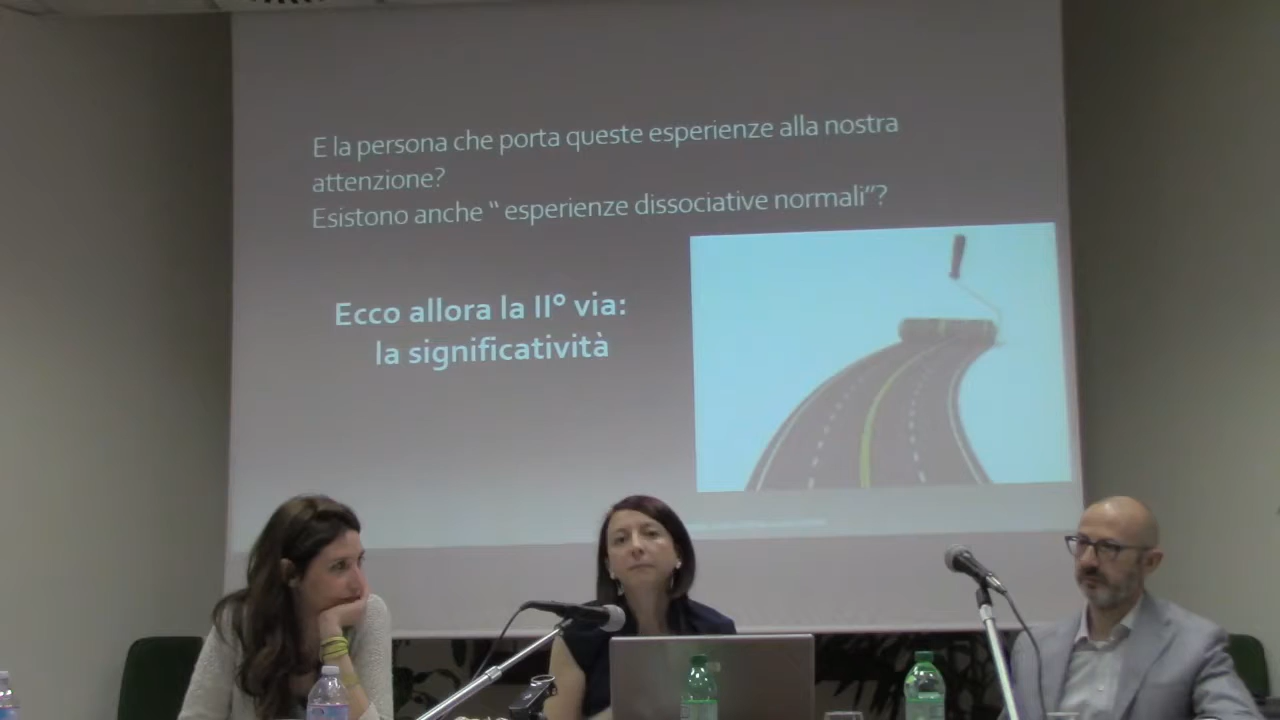 E la persona che porta queste esperienze alla nostra
attenzione?
Esistono anche “ esperienze dissociative normali”?
Ecco allora la II° via:
la significatività